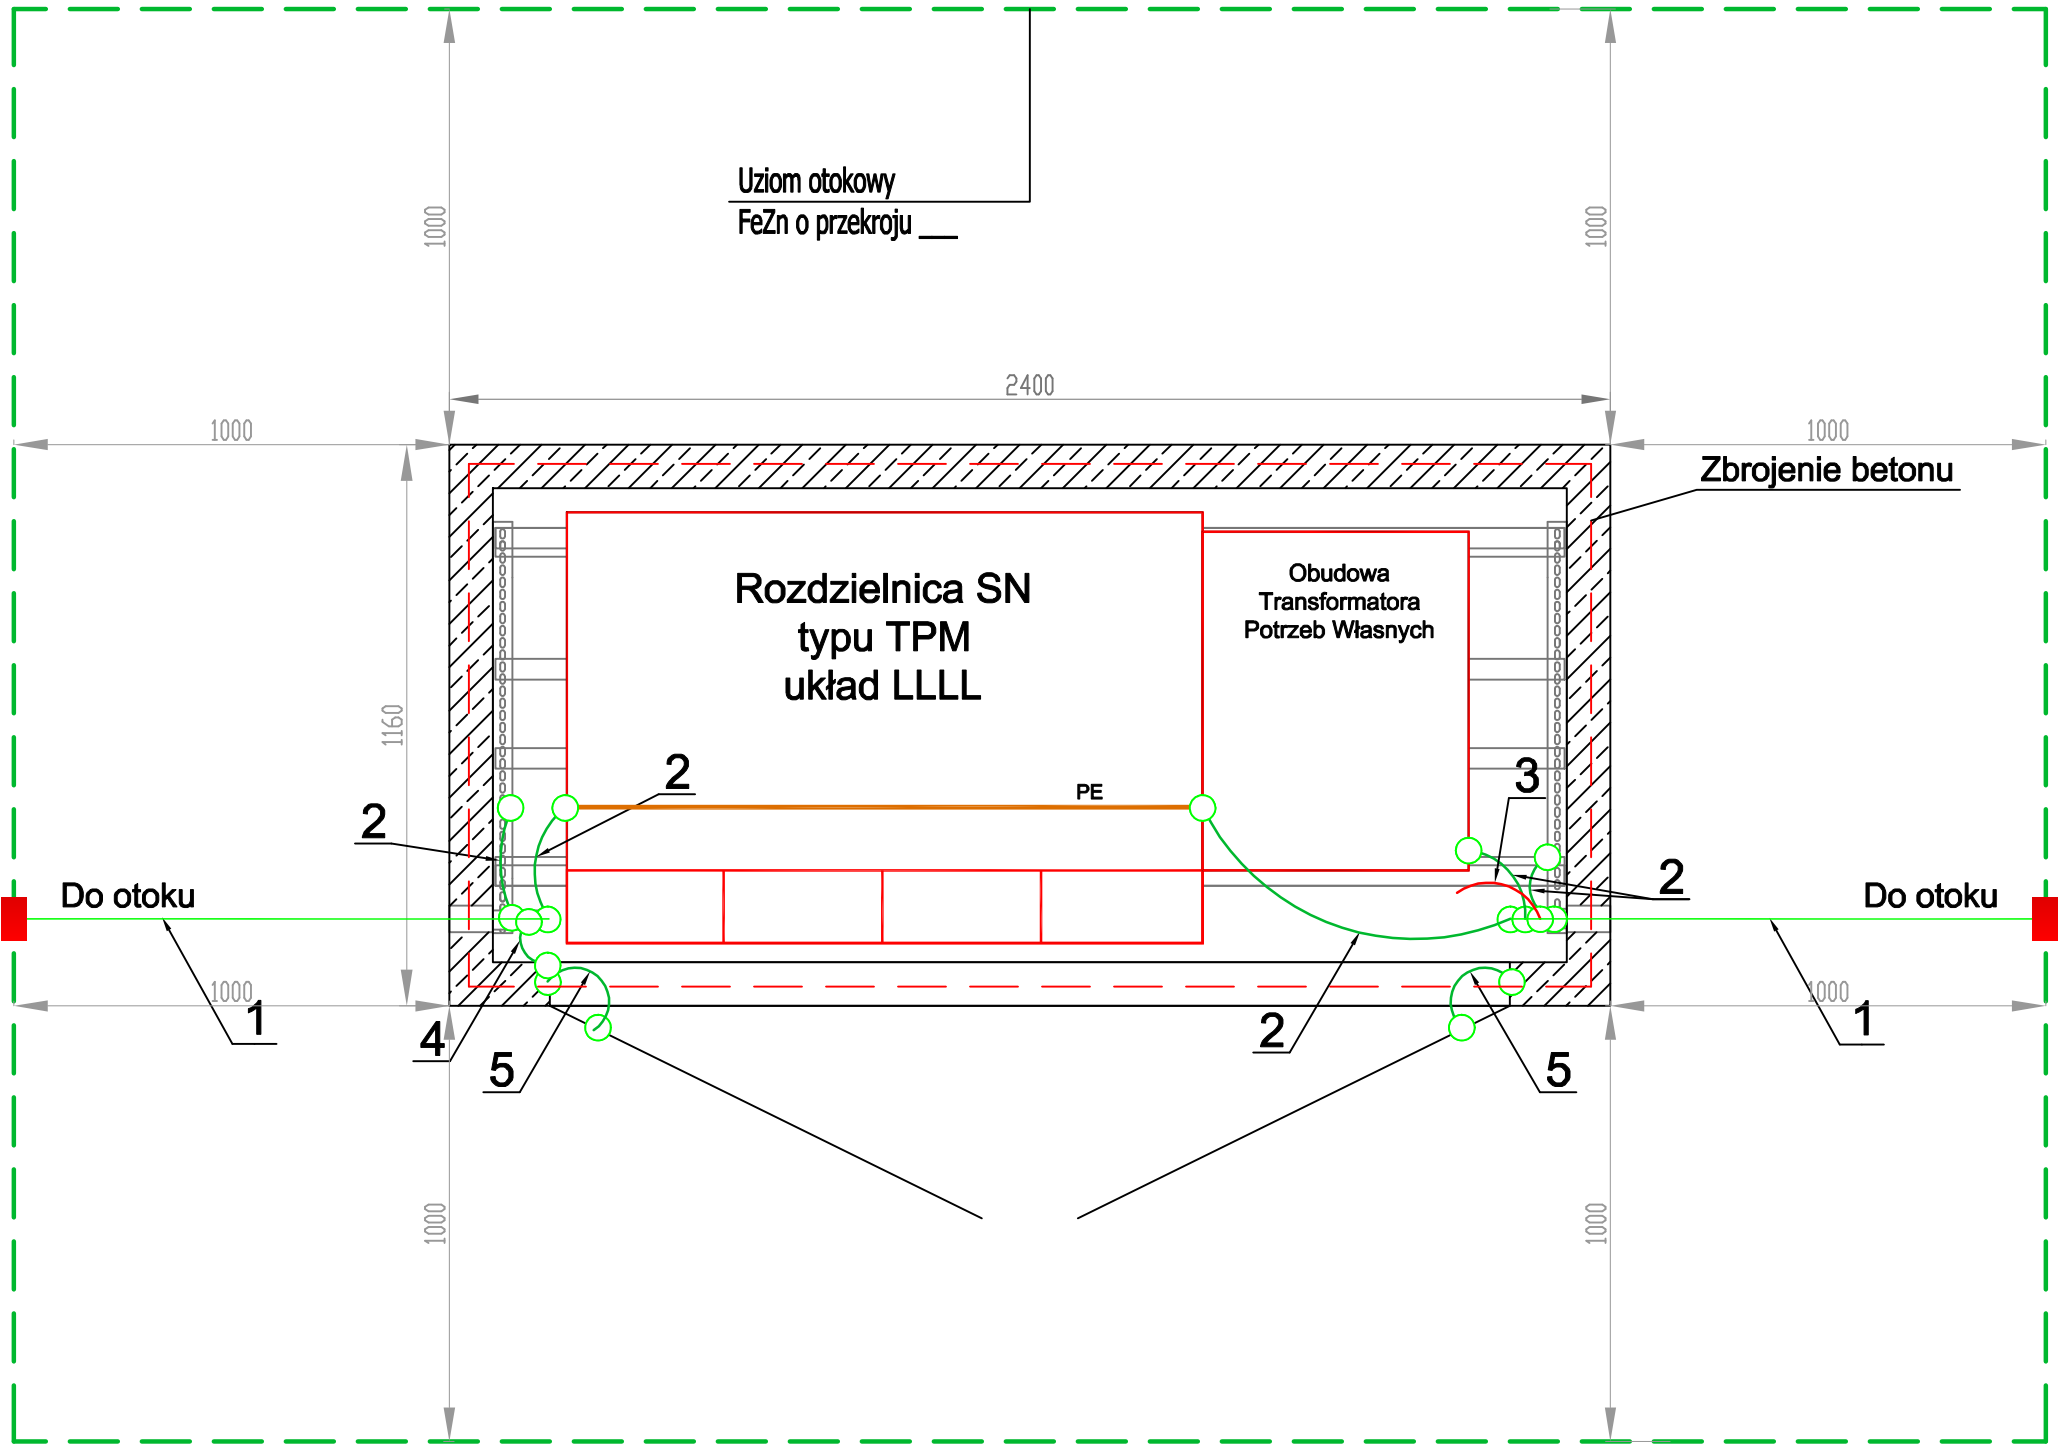 Uziom otokowy
FeZn o przekroju ___
1000
1000
2400
1000
1000
Zbrojenie betonu
Rozdzielnica SN
typu TPM
układ LLLL
Obudowa
Transformatora
Potrzeb Własnych
1160
2
PE
3
2
2
Do otoku
Do otoku
1000
1
4
5
2
5
1000
1
1000
1000